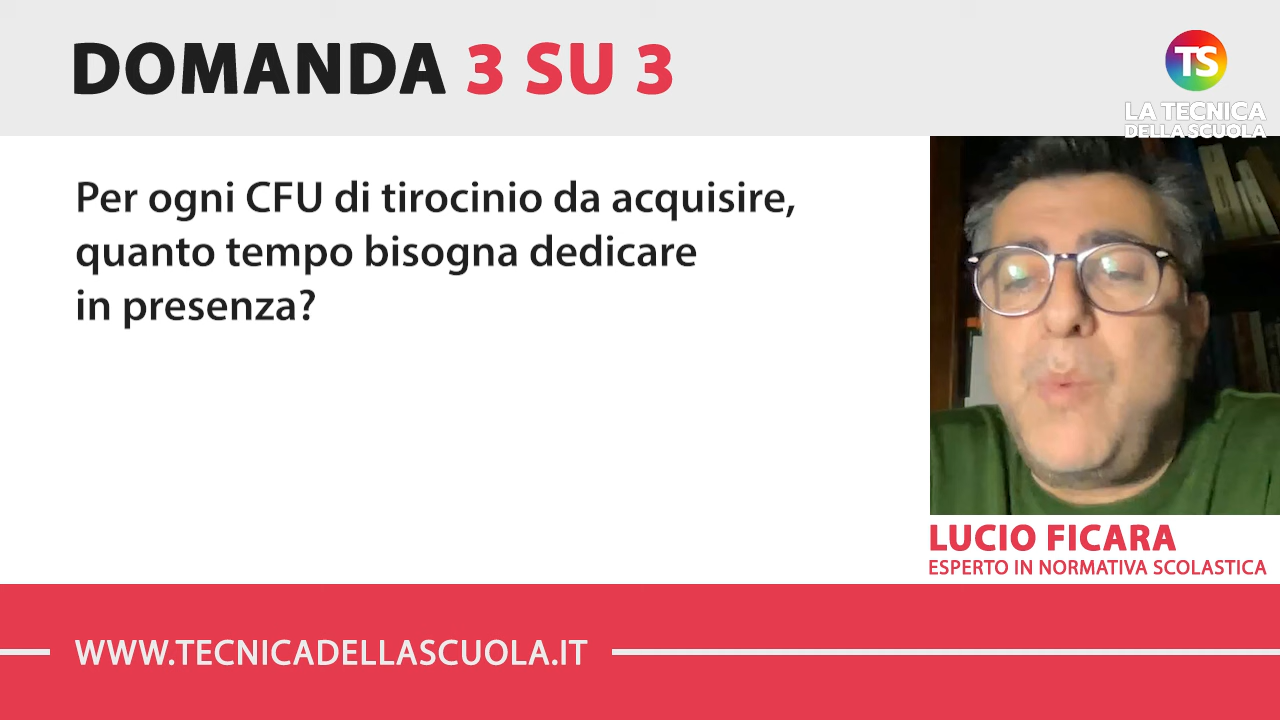 DOMANDA 3 SU 3
TS
LA TECNICA
DELLA SCUOLA
Per ogni CFU di tirocinio da acquisire,
quanto tempo bisogna dedicare
in presenza?
LUCIO FICARA
ESPERTO IN NORMATIVA SCOLASTICA
WWW.TECNICADELLASCUOLA.IT